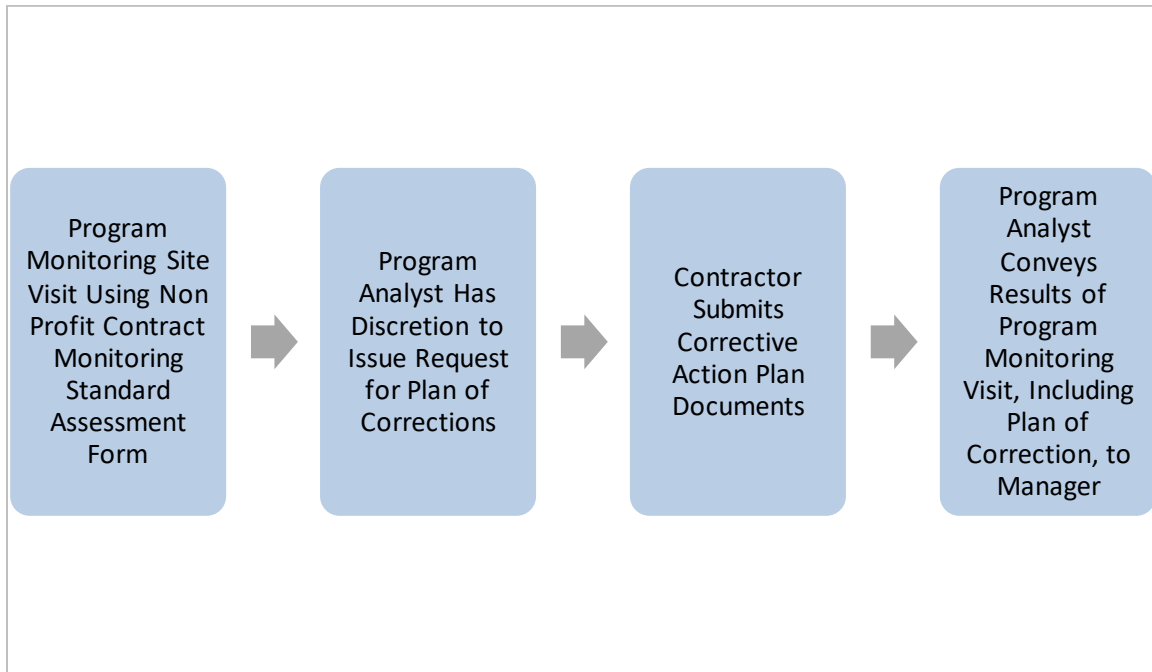 Program
Monitoring Site
Visit Using Non
Profit Contract
Monitoring
Standard
Assessment
Form
Program
Analyst Has
Discretion to
Issue Request
for Plan of
Corrections
Contractor
Submits
Corrective
Action Plan
Documents
Program
Analyst
Conveys
Results of
Program
Monitoring
Visit, Including
Plan of
Correction, to
Manager